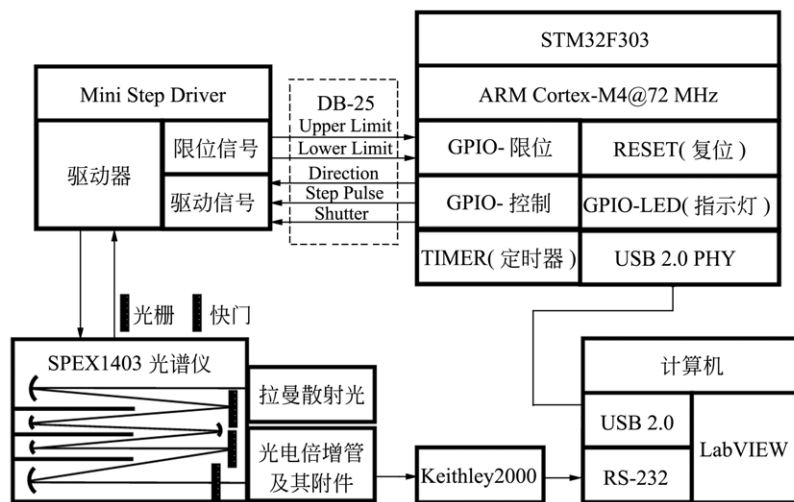 STM32F303
ARM Cortex-M4@72 MHz
Mini Step Driver
DB-25
Upper Limit
Lower Limit
Direction
Step Pulse
Shutter
驱动器
限位信号
驱动信号
GPIO-限位
RESET(复位)
GPIO-控制
GPIO-LED(指示灯)
TIMER(定时器)
USB 2.0 PHY
光栅
快门
SPEX1403 光谱仪
拉曼散射光
光电倍增管
及其附件
Keithley2000
计算机
USB 2.0
RS-232
LabVIEW